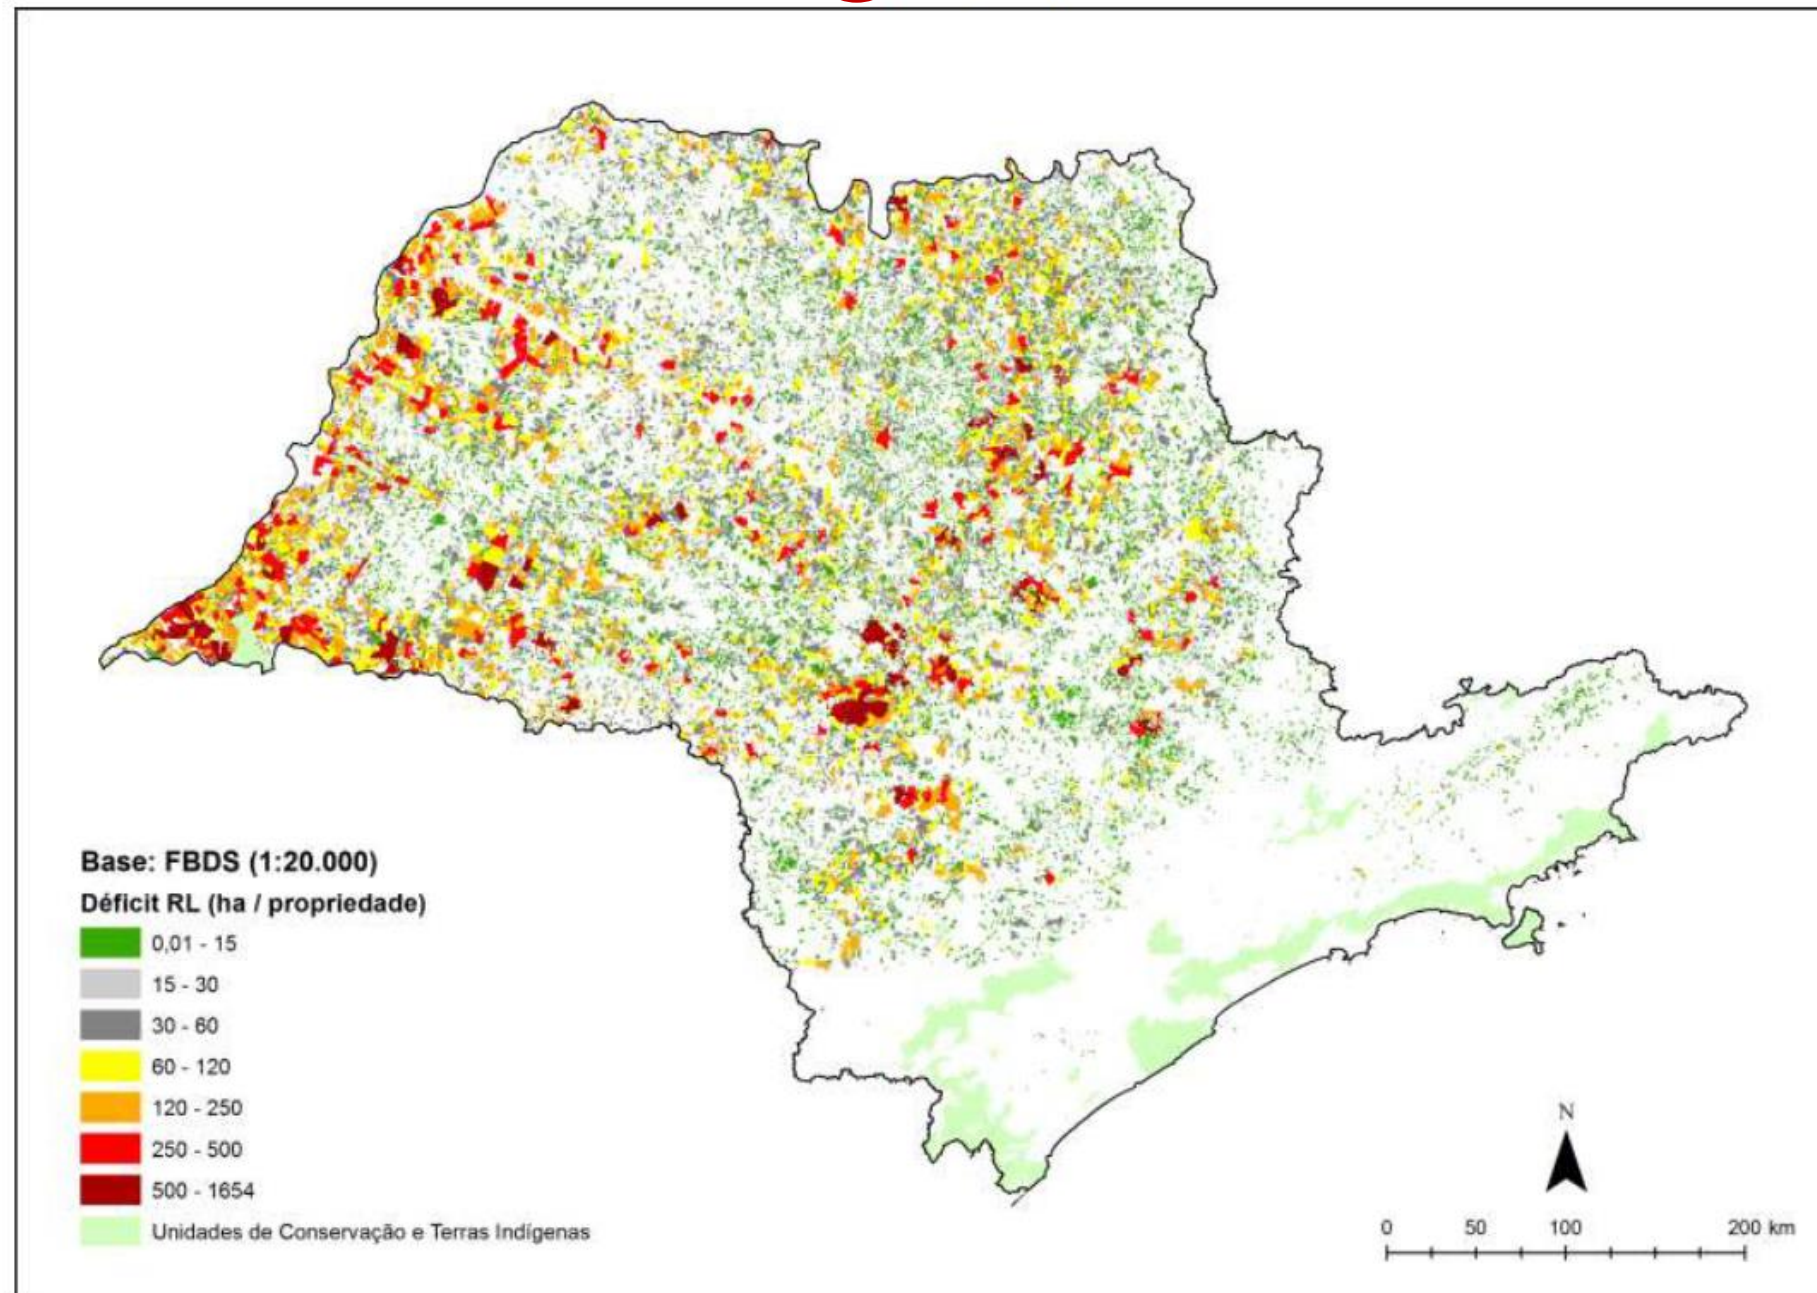 Base: FBDS (1:20.000)
Déficit RL (ha / propriedade)
0,01 - 15
15 - 30
30 - 60
60 - 120
120 - 250
250 - 500
500 - 1654
Unidades de Conservação e Terras Indígenas
N
0 50 100 200 km